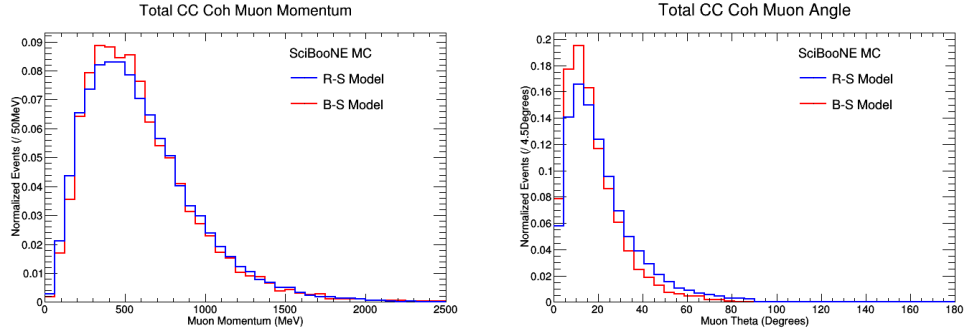 Total CC Coh Muon Momentum
Normalized Events (/ 50MeV)
0.09
0.08
0.07
0.06
0.05
0.04
0.03
0.02
0.01
0
SciBooNE MC
R-S Model
B-S Model
0 500 1000 1500 2000 2500
Muon Momentum (MeV)
Total CC Coh Muon Angle
Normalized Events (/ 4.5Degrees)
0.2
0.18
0.16
0.14
0.12
0.1
0.08
0.06
0.04
0.02
0
SciBooNE MC
R-S Model
B-S Model
0 20 40 60 80 100 120 140 160 180
Muon Theta (Degrees)